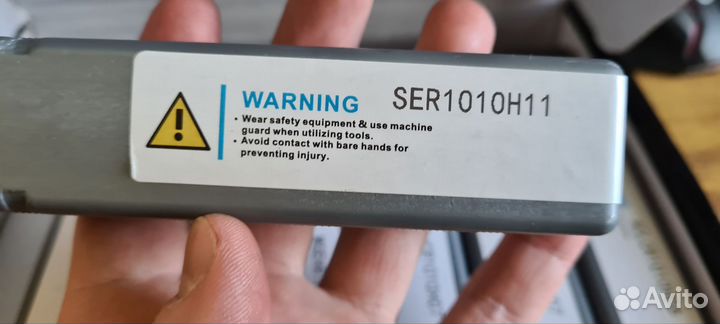 WARNING
SER1010H11
• Wear safety equipment & use machine
guard when utilizing tools.
• Avoid contact with bare hands for
preventing injury.
Avito